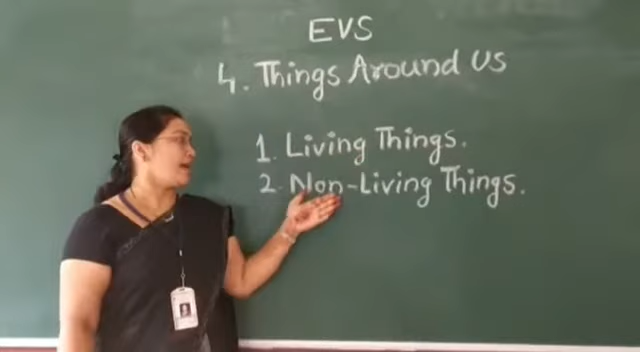 EVS
4. Things Around Us
1. Living Things.
2. Non-Living Things.